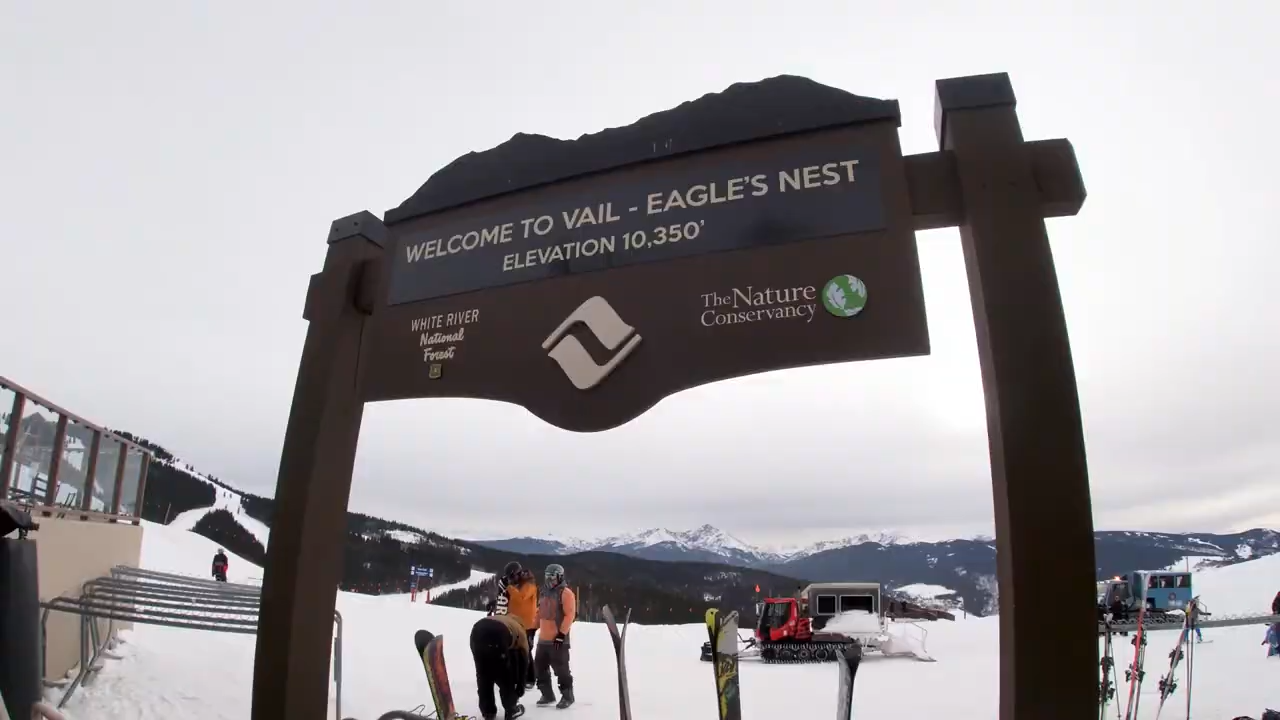 WELCOME TO VAIL - EAGLE'S NEST
ELEVATION 10,350'
WHITE RIVER
National
Forest
The Nature
Conservancy